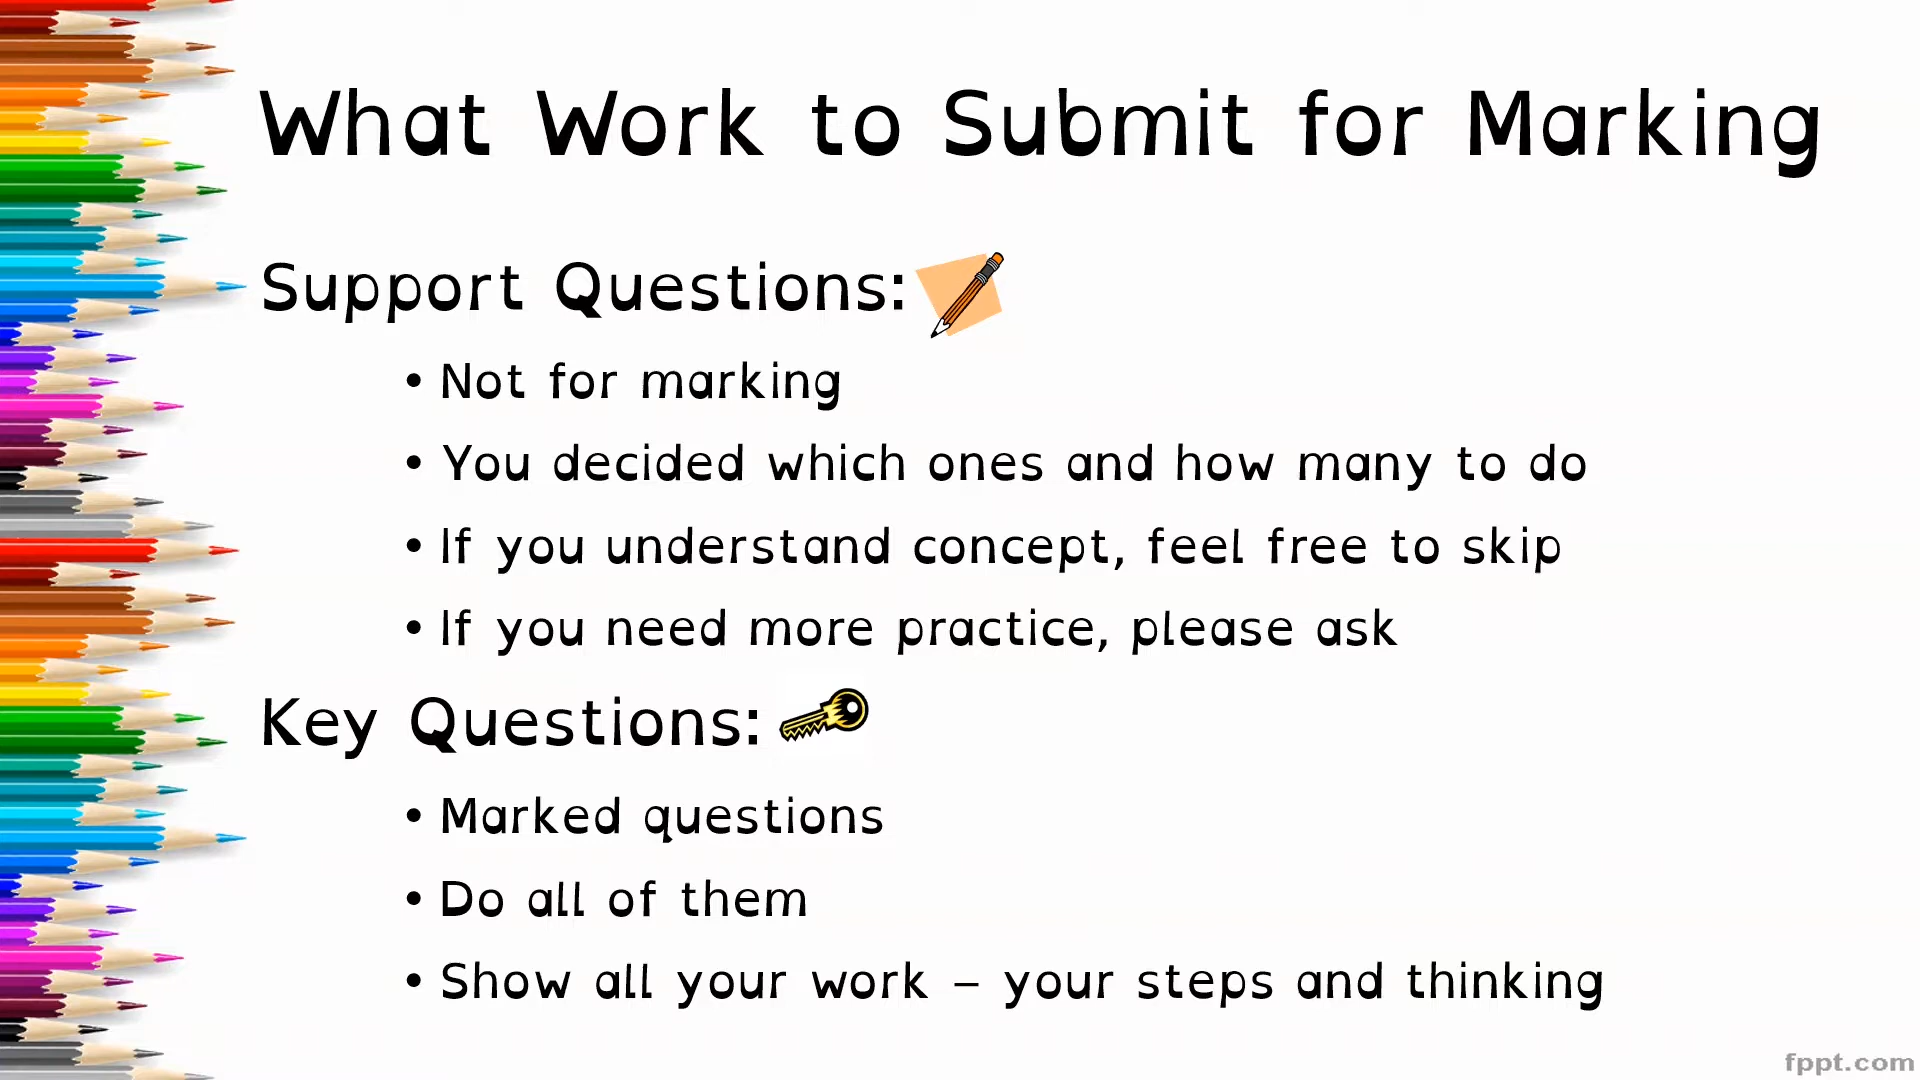 What Work to Submit for Marking
Support Questions:
• Not for marking
• You decided which ones and how many to do
• If you understand concept, feel free to skip
• If you need more practice, please ask
Key Questions:
• Marked questions
• Do all of them
• Show all your work – your steps and thinking
fppt.com